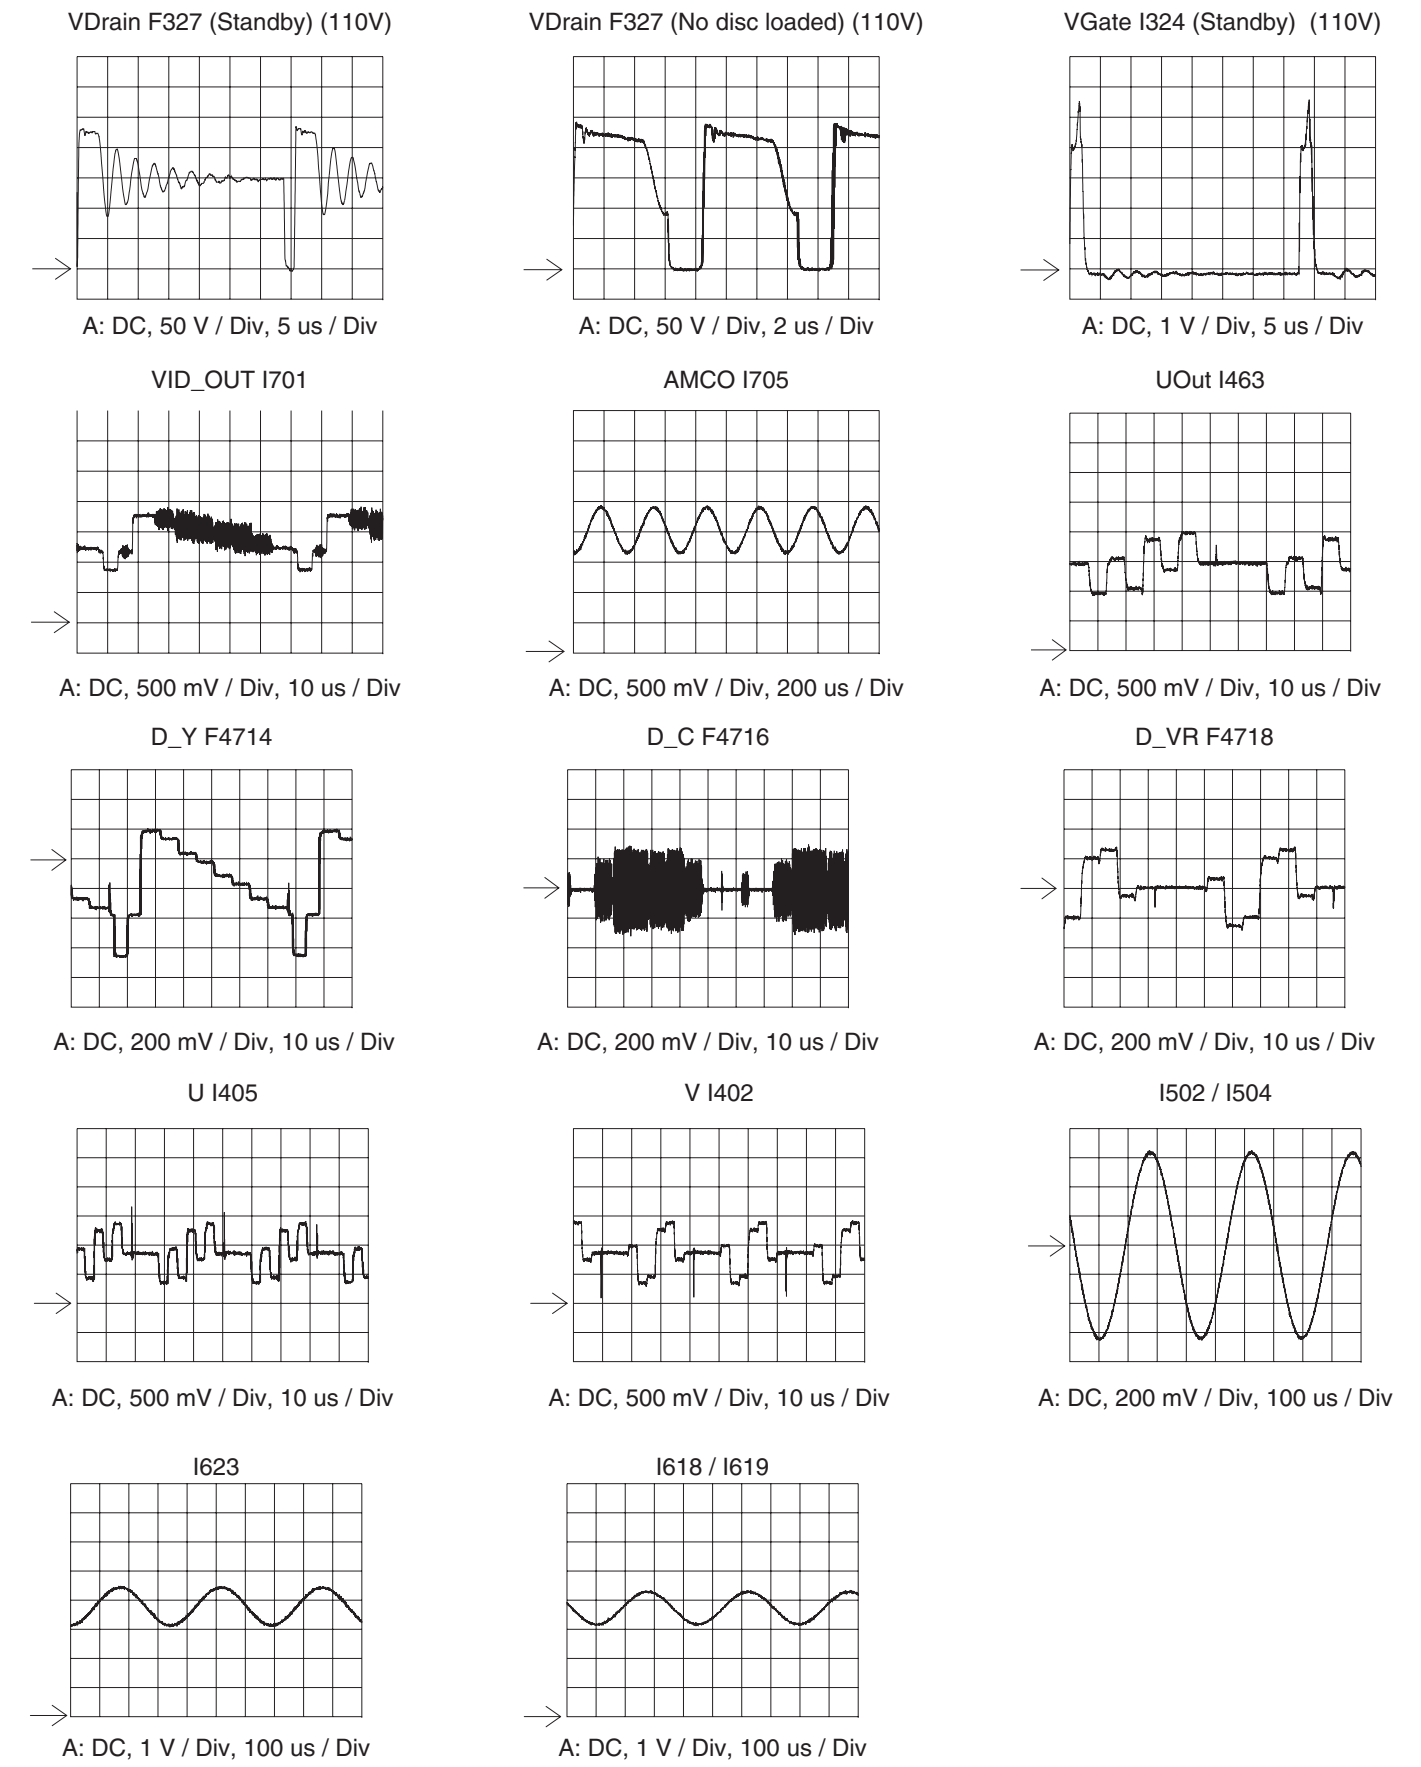 VDrain F327 (Standby) (110V)
VDrain F327 (No disc loaded) (110V)
VGate I324 (Standby) (110V)
A: DC, 50 V / Div, 5 us / Div
A: DC, 50 V / Div, 2 us / Div
A: DC, 1 V / Div, 5 us / Div
VID_OUT I701
AMCO I705
UOut I463
A: DC, 500 mV / Div, 10 us / Div
A: DC, 500 mV / Div, 200 us / Div
A: DC, 500 mV / Div, 10 us / Div
D_Y F4714
D_C F4716
D_VR F4718
A: DC, 200 mV / Div, 10 us / Div
A: DC, 200 mV / Div, 10 us / Div
A: DC, 200 mV / Div, 10 us / Div
U I405
V I402
I502 / I504
A: DC, 500 mV / Div, 10 us / Div
A: DC, 500 mV / Div, 10 us / Div
A: DC, 200 mV / Div, 100 us / Div
I623
I618 / I619
A: DC, 1 V / Div, 100 us / Div
A: DC, 1 V / Div, 100 us / Div